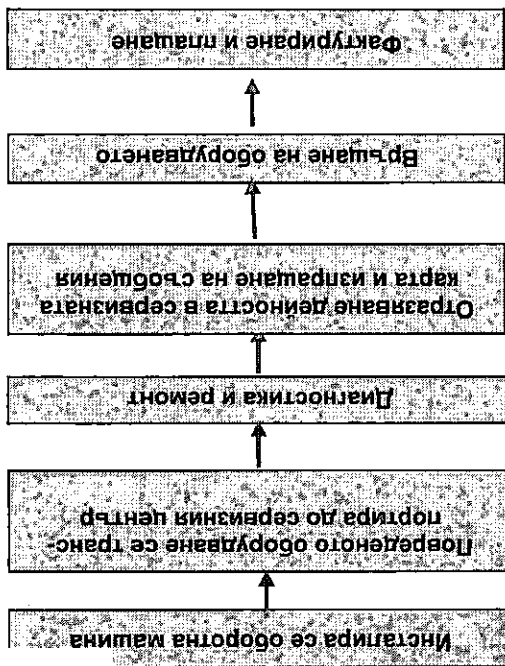 Инсталира се оборотна машина
Повреденото оборудване се транс-
портира до сервизния център
Диагностика и ремонт
Отразяване дейността в сервизната
карта и изпращане на съобщения
Връщане на оборудването
Фактуриране и плащане